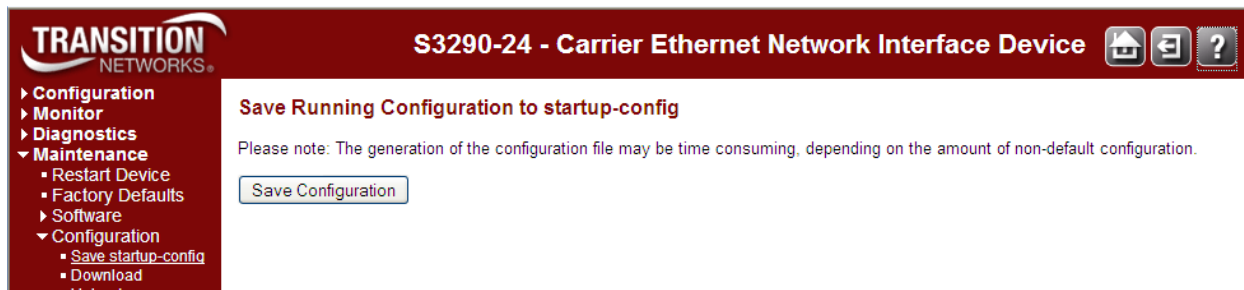 TRANSITION
NETWORKS®
S3290-24 - Carrier Ethernet Network Interface Device
?
Configuration
Monitor
Diagnostics
Maintenance
Restart Device
Factory Defaults
Software
Configuration
Save startup-config
Download
Save Running Configuration to startup-config
Please note: The generation of the configuration file may be time consuming, depending on the amount of non-default configuration.
Save Configuration